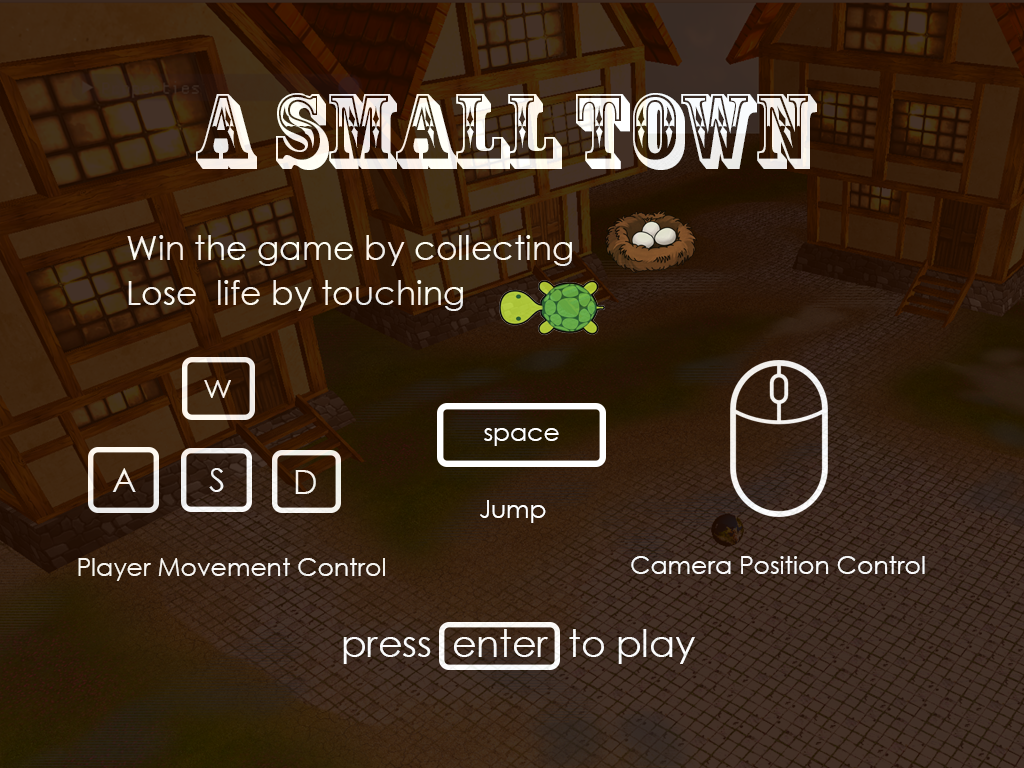 A SMALL TOWN
Win the game by collecting
Lose  life by touching
W
A S D
space
Jump
Player Movement Control
Camera Position Control
press enter to play